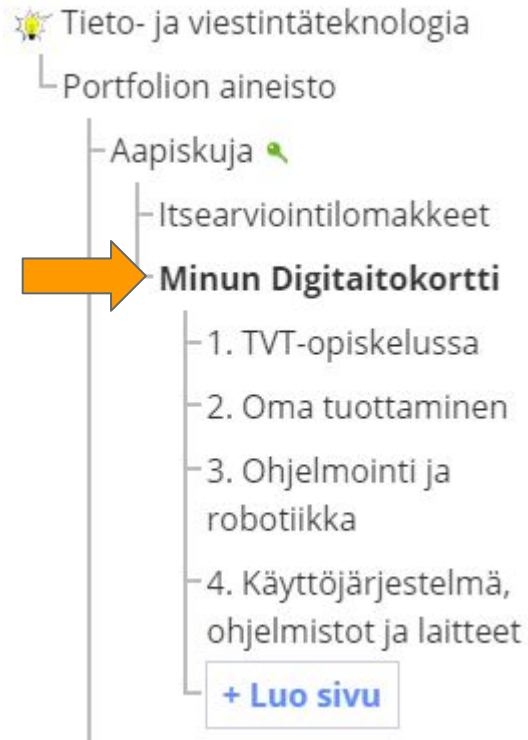 Tieto- ja viestintäteknologia
Portfolion aineisto
Aapiskuja
Itsearviointilomakkeet
Minun Digitaitokortti
1. TVT-opiskelussa
2. Oma tuottaminen
3. Ohjelmointi ja
robotiikka
4. Käyttöjärjestelmä,
ohjelmistot ja laitteet
+ Luo sivu